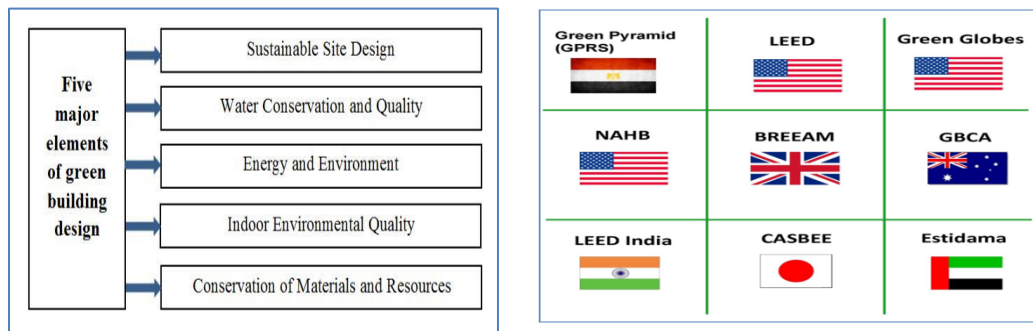 Five
major
elements
of green
building
design
Sustainable Site Design
Water Conservation and Quality
Energy and Environment
Indoor Environmental Quality
Conservation of Materials and Resources
Green Pyramid
(GPRS)
LEED
Green Globes
NAHB
BREEAM
GBCA
LEED India
CASBEE
Estidama